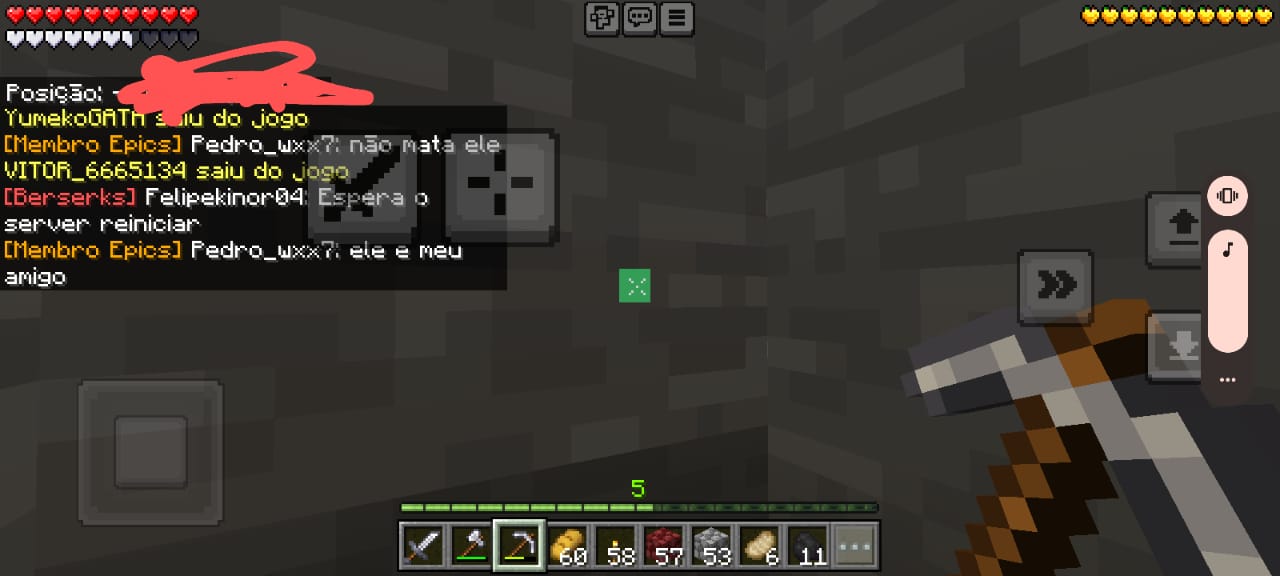 Posição:
YumekoGATA saiu do jogo
[Membro Epics] Pedro_wxx7: não mata ele
VITOR_6665134 saiu do jogo
[Berserks] Felipekinor04: Espera o
server reiniciar
[Membro Epics] Pedro_wxx7: ele e meu
amigo
5
60 58 57 53 6 11